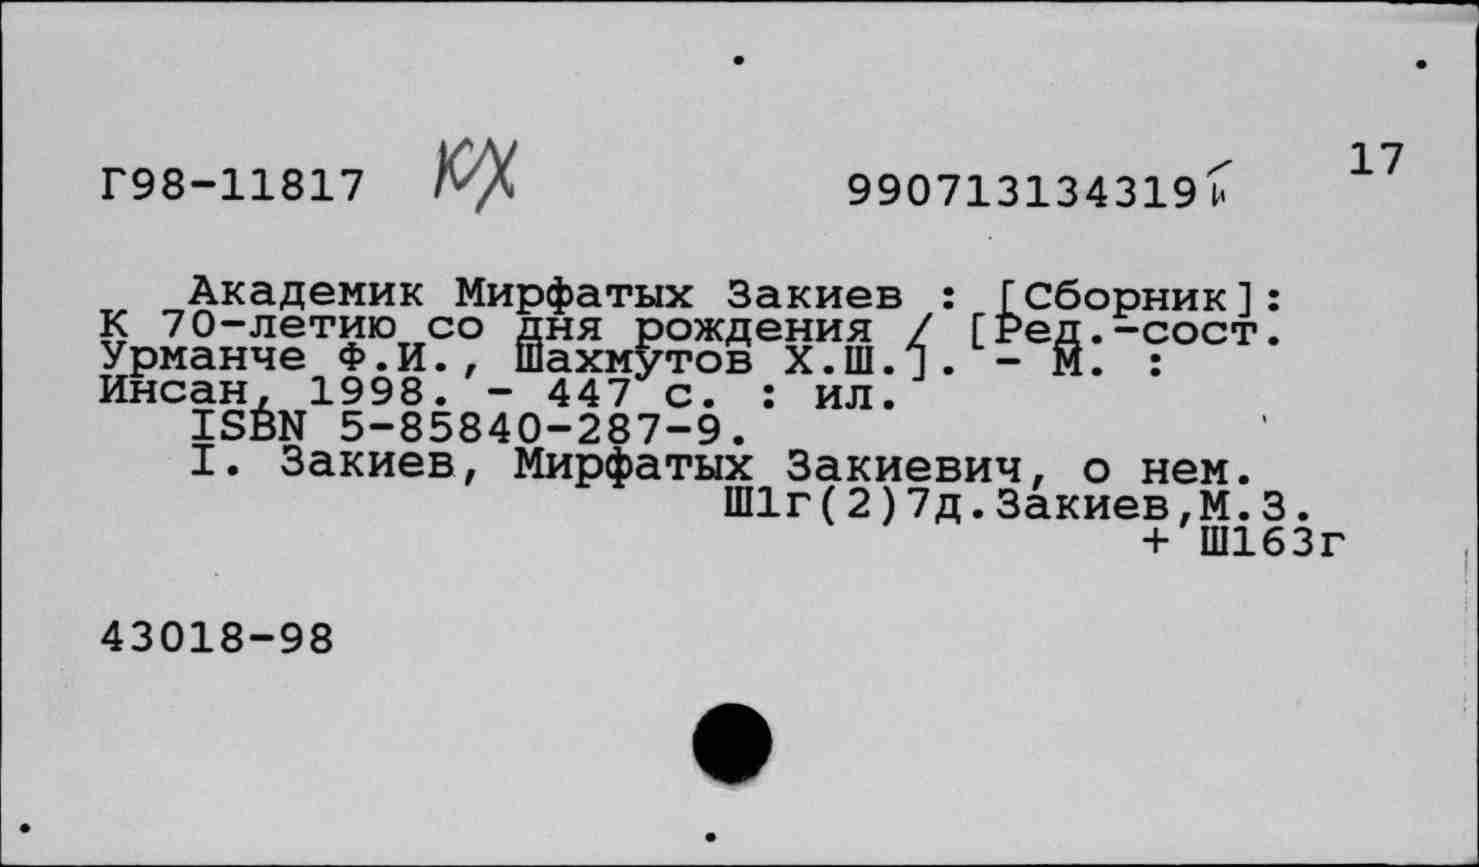 17
Г98-11817 КХ 990713134319
Академик Мирфатых Закиев : [Сборник]:
К 70-летию со дня рождения / [Ред.-сост.
Урманче Ф.И., Шахмутов Х.Ш.]. - М. :
Инсан, 1998. - 447 с. : ил.
ISBN 5-85840-287-9.
I. Закиев, Мирфатых Закиевич, о нем.
Ш1г(2)7д.Закиев,М.З.
+ Ш163г
43018-98